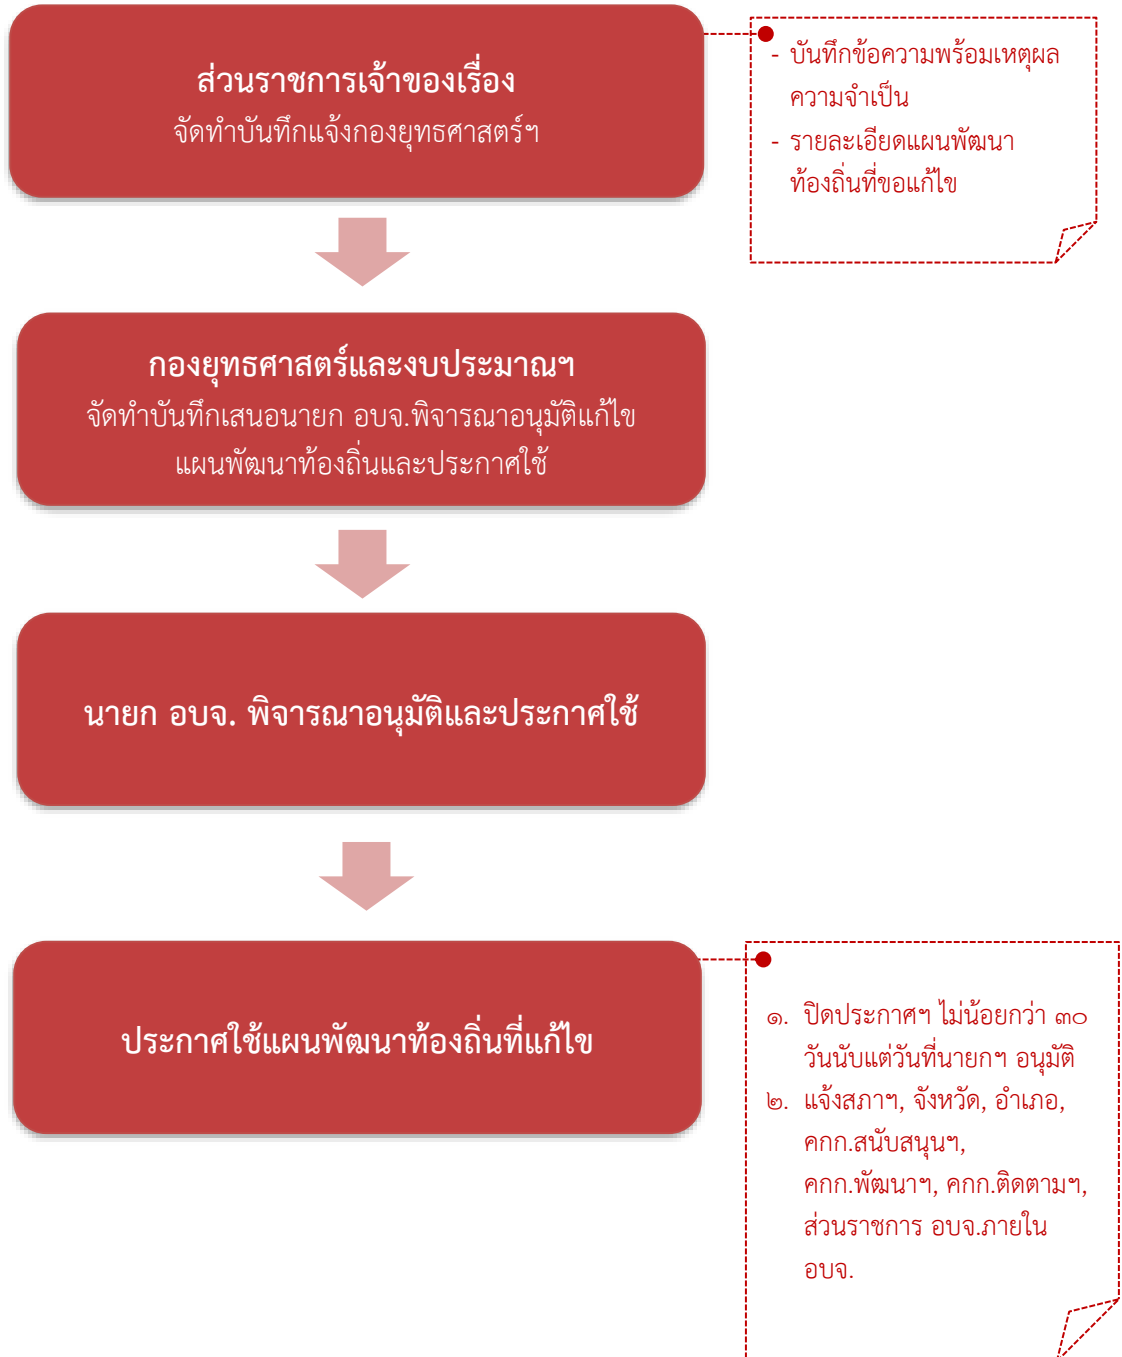 ส่วนราชการเจ้าของเรื่อง
จัดทำบันทึกแจ้งกองยุทธศาสตร์ฯ
- บันทึกข้อความพร้อมเหตุผล
ความจำเป็น
- รายละเอียดแผนพัฒนา
ท้องถิ่นที่ขอแก้ไข
กองยุทธศาสตร์และงบประมาณฯ
จัดทำบันทึกเสนอนายก อบจ.พิจารณาอนุมัติแก้ไข
แผนพัฒนาท้องถิ่นและประกาศใช้
นายก อบจ. พิจารณาอนุมัติและประกาศใช้
ประกาศใช้แผนพัฒนาท้องถิ่นที่แก้ไข
๑. ปิดประกาศฯ ไม่น้อยกว่า ๓๐
วันนับแต่วันที่นายกฯ อนุมัติ
๒. แจ้งสภาฯ, จังหวัด, อำเภอ,
คกก.สนับสนุนฯ,
คกก.พัฒนาฯ, คกก.ติดตามฯ,
ส่วนราชการ อบจ.ภายใน
อบจ.